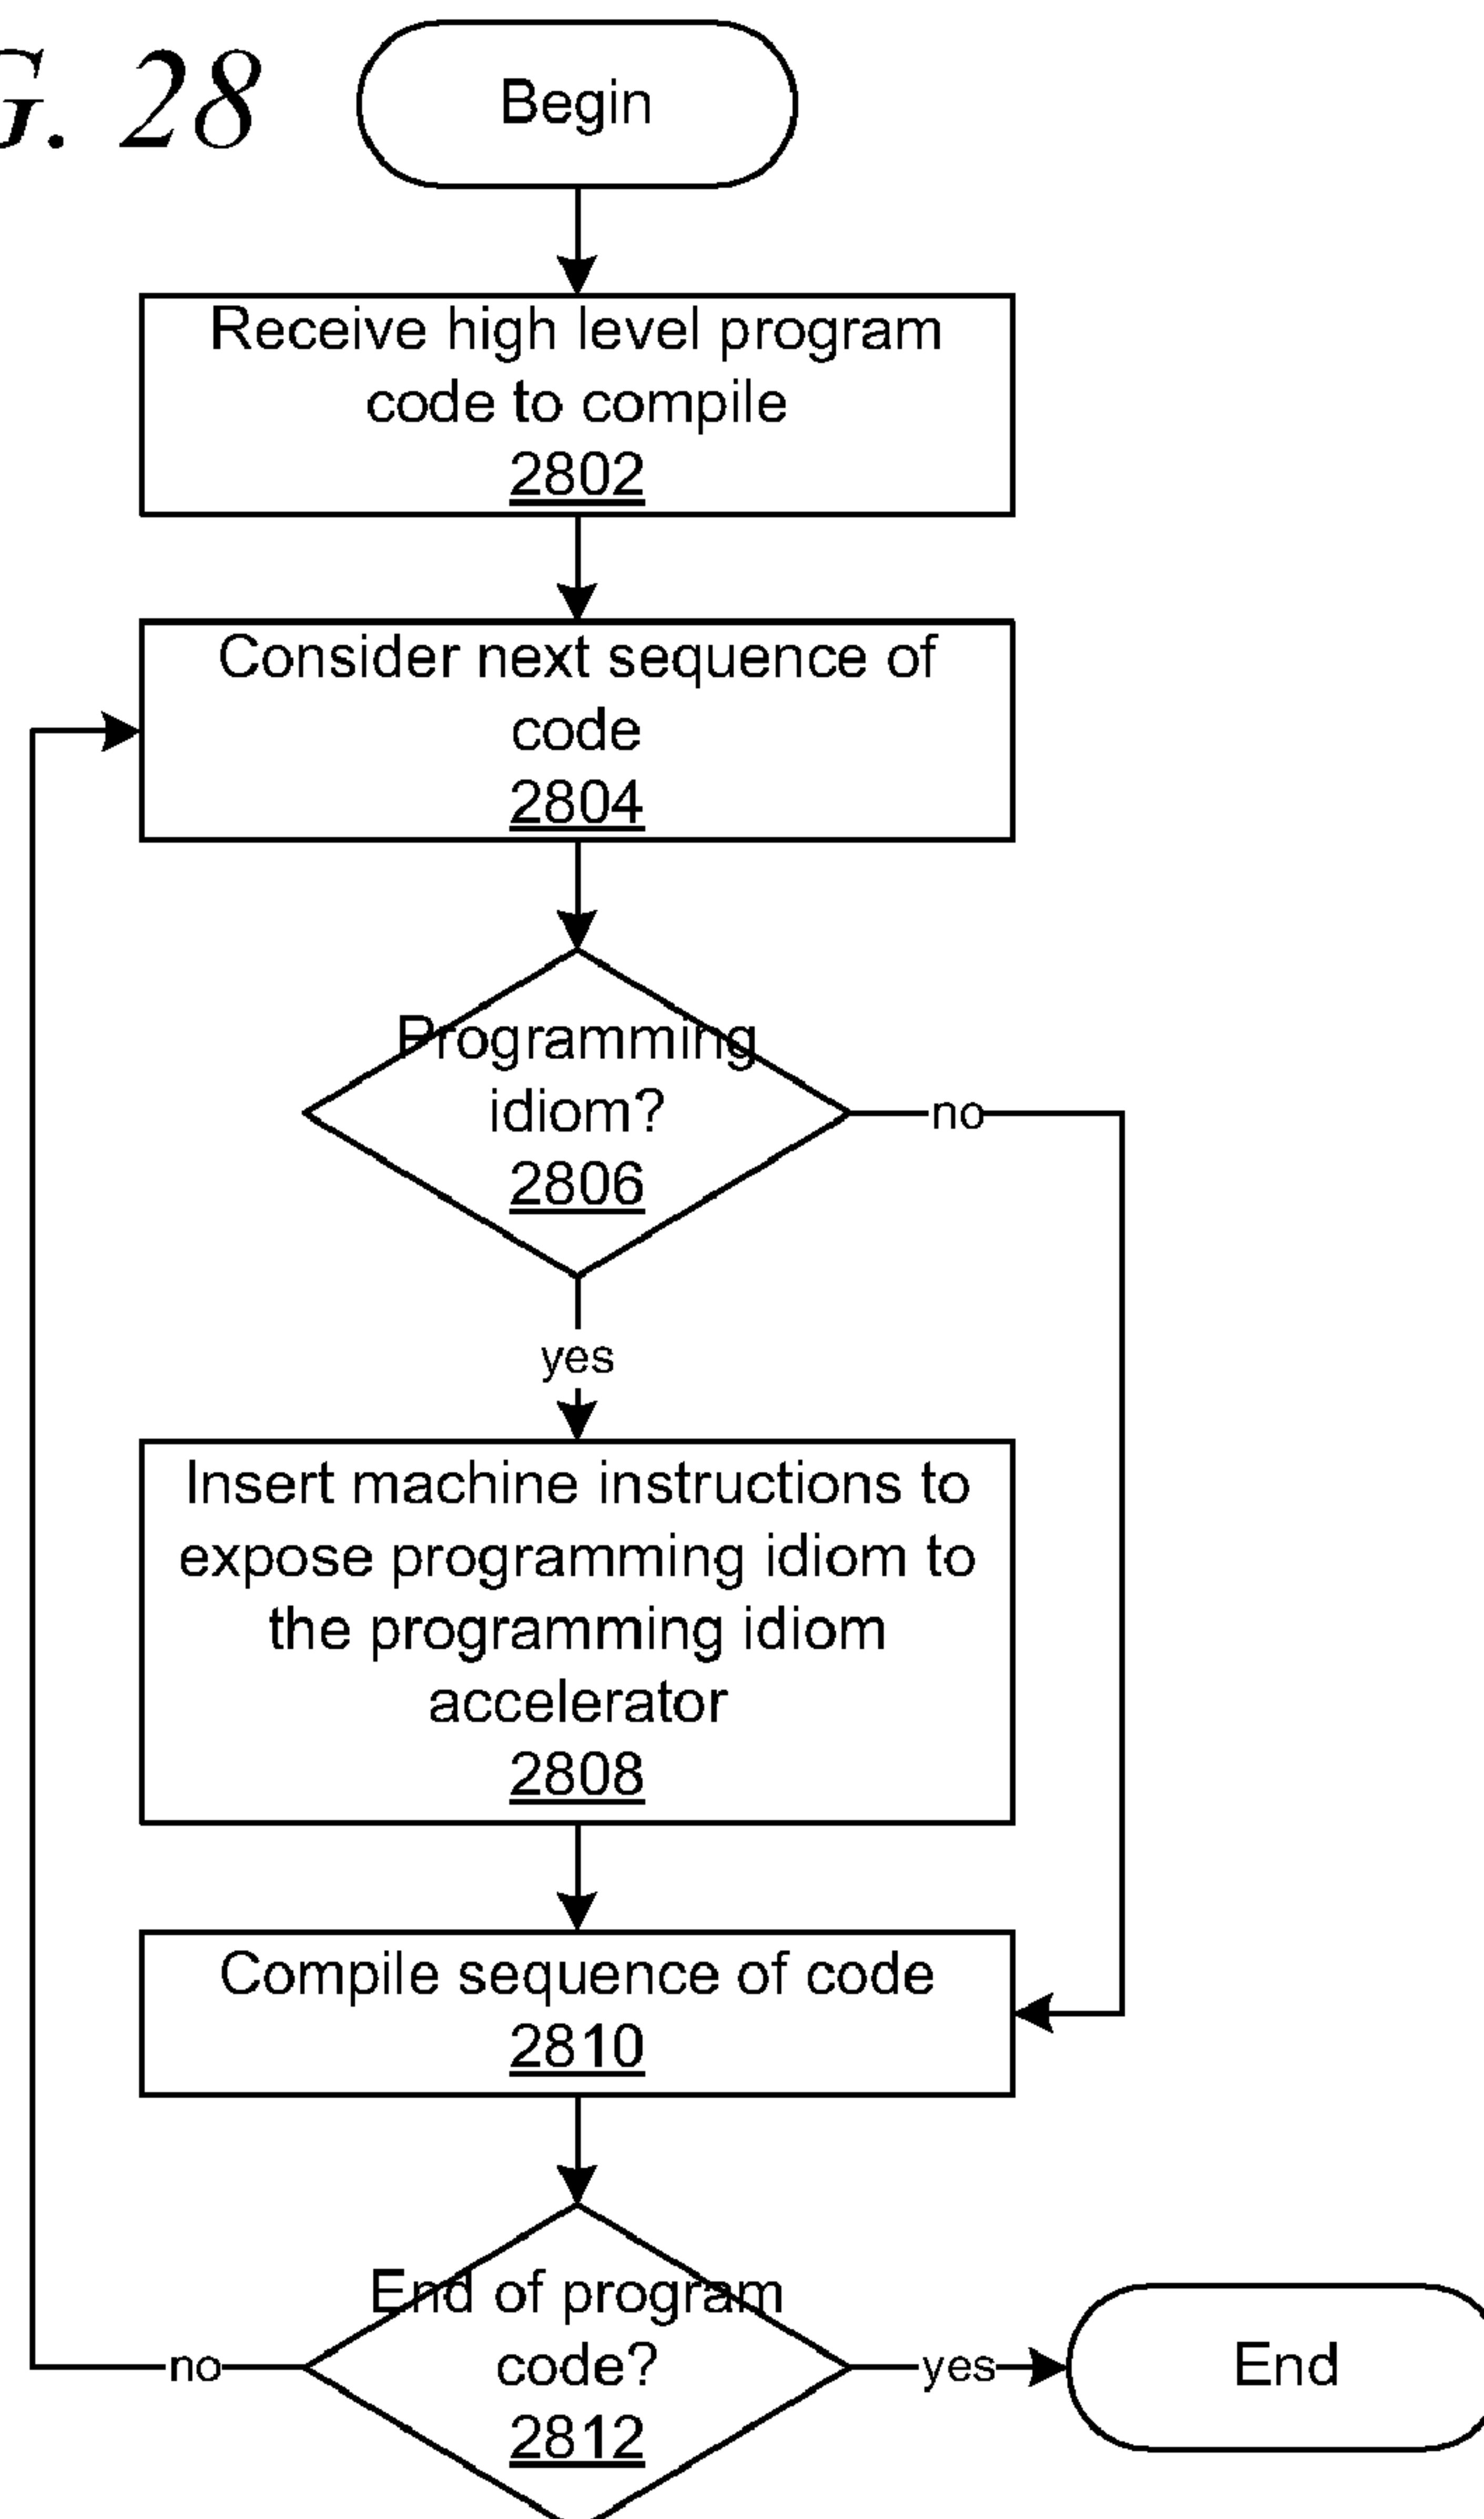 G. 28
Begin
Receive high level program
code to compile
2802
Consider next sequence of
code
2804
Programming
idiom?
2806
no
yes
Insert machine instructions to
expose programming idiom to
the programming idiom
accelerator
2808
Compile sequence of code
2810
End of program
code?
2812
no
yes
End